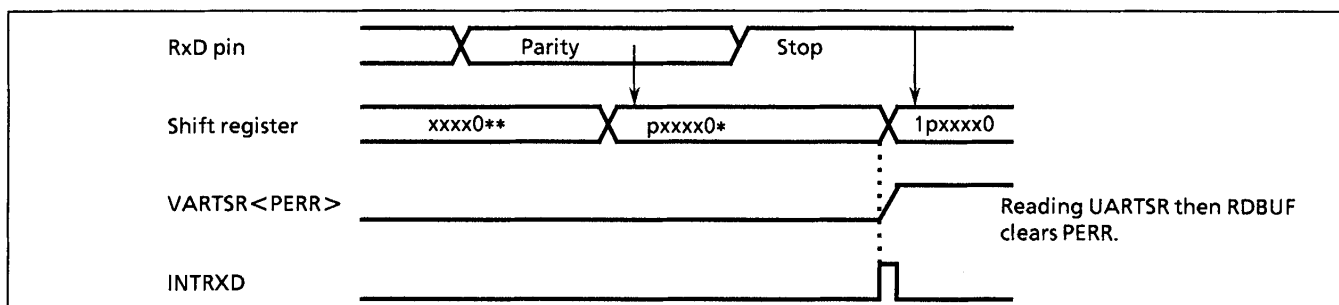 RxD pin
Parity
Stop
Shift register
xxxx0**
pxxxx0*
1pxxxx0
VARTSR<PERR>
Reading UARTSR then RDBUF
clears PERR.
INTRXD